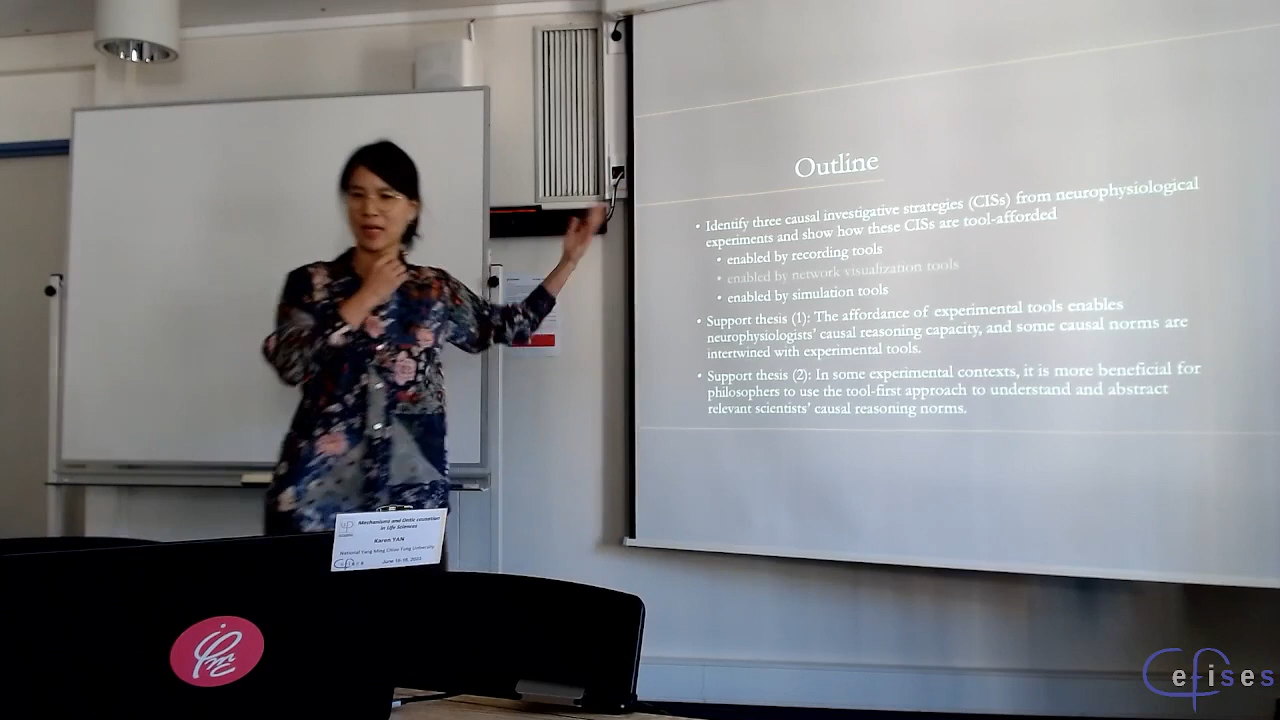 Outline
• Identify three causal investigative strategies (CISs) from neurophysiological
experiments and show how these CISs are tool-afforded
• enabled by recording tools
• enabled by network visualization tools
• enabled by simulation tools
• Support thesis (1): The affordance of experimental tools enables
neurophysiologists' causal reasoning capacity, and some causal norms are
intertwined with experimental tools.
• Support thesis (2): In some experimental contexts, it is more beneficial for
philosophers to use the tool-first approach to understand and abstract
relevant scientists' causal reasoning norms.
Mechanisms and Ontic causation
in Life Sciences
Karen YAN
National Yang Ming Chiao Tung University
Cefises